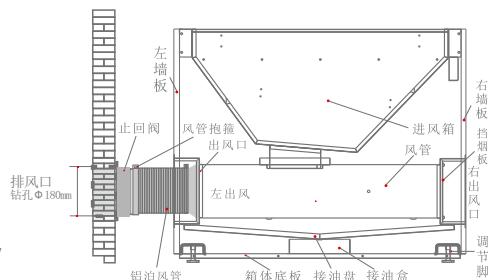 左墙板
右墙板
止回阀
风管抱箍
出风口
进风箱
挡烟板
风管
右出风口
排风口
钻孔Φ180mm
左出风
调节脚
铝泊风管
箱体底板
接油盘
接油盒